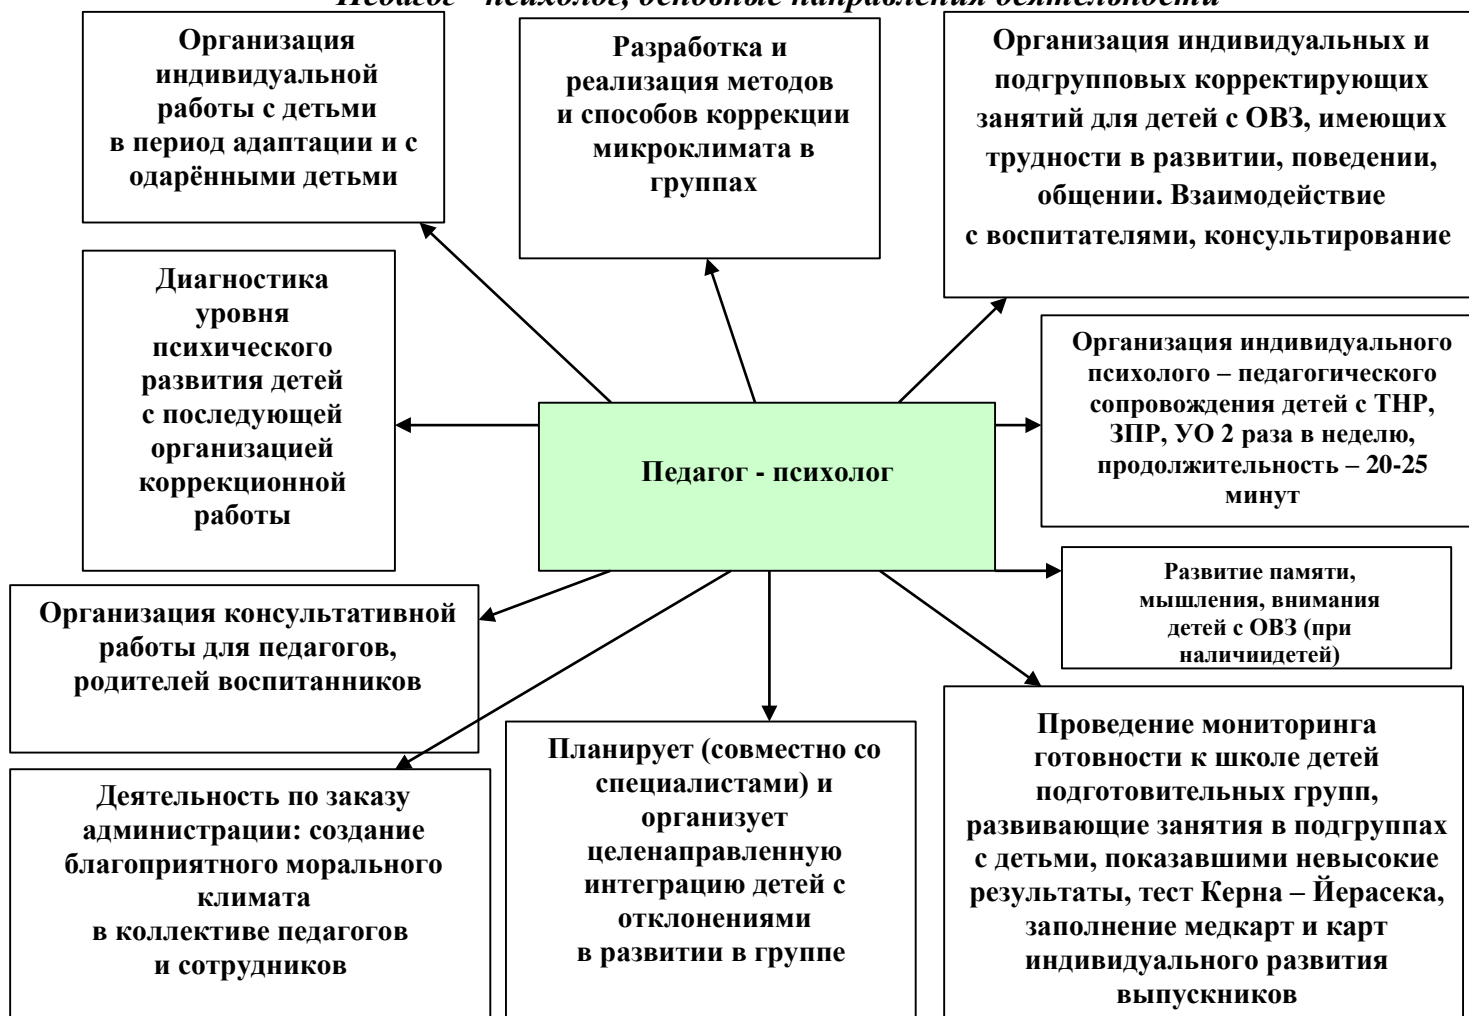 Педагог - психолог, основные направления деятельности
Организация
индивидуальной
работы с детьми
в период адаптации и с
одарёнными детьми
Разработка и
реализация методов
и способов коррекции
микроклимата в
группах
Организация индивидуальных и
подгрупповых корректирующих
занятий для детей с ОВЗ, имеющих
трудности в развитии, поведении,
общении. Взаимодействие
с воспитателями, консультирование
Диагностика
уровня
психического
развития детей
с последующей
организацией
коррекционной
работы
Организация индивидуального
психолого – педагогического
сопровождения детей с ТНР,
ЗПР, УО 2 раза в неделю,
продолжительность – 20-25
минут
Педагог - психолог
Развитие памяти,
мышления, внимания
детей с ОВЗ (при
наличиидетей)
Организация консультативной
работы для педагогов,
родителей воспитанников
Деятельность по заказу
администрации: создание
благоприятного морального
климата
в коллективе педагогов
и сотрудников
Планирует (совместно со
специалистами) и
организует
целенаправленную
интеграцию детей с
отклонениями
в развитии в группе
Проведение мониторинга
готовности к школе детей
подготовительных групп,
развивающие занятия в подгруппах
с детьми, показавшими невысокие
результаты, тест Керна – Йерасека,
заполнение медкарт и карт
индивидуального развития
выпускников